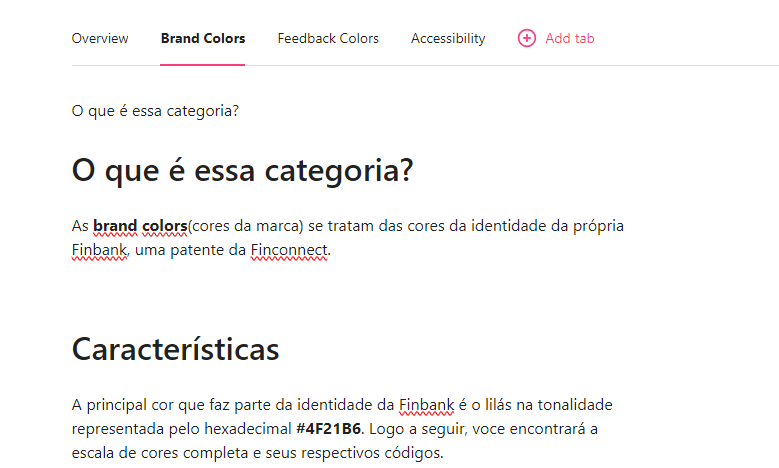 Overview Brand Colors Feedback Colors Accessibility Add tab
O que é essa categoria?
O que é essa categoria?
As brand colors(cores da marca) se tratam das cores da identidade da própria
Finbank, uma patente da Finconnect.
Características
A principal cor que faz parte da identidade da Finbank é o lilás na tonalidade
representada pelo hexadecimal #4F21B6. Logo a seguir, voce encontrará a
escala de cores completa e seus respectivos códigos.